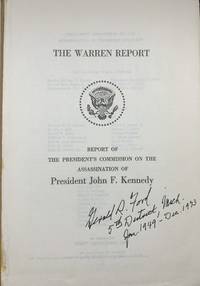 THE WARREN REPORT
REPORT OF
THE PRESIDENT'S COMMISSION ON THE
ASSASSINATION OF
President John F. Kennedy
Gerald R. Ford
5th District, Mich.
Jan 1949 - Dec. 1973